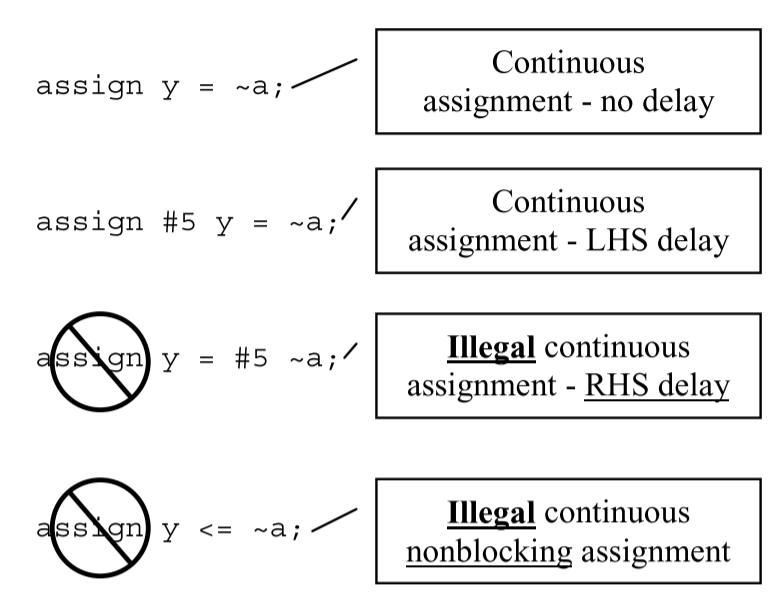 assign y = ~a;
Continuous
assignment - no delay
assign #5 y = ~a;
Continuous
assignment - LHS delay
assign y = #5 ~a;
Illegal continuous
assignment - RHS delay
assign y <= ~a;
Illegal continuous
nonblocking assignment